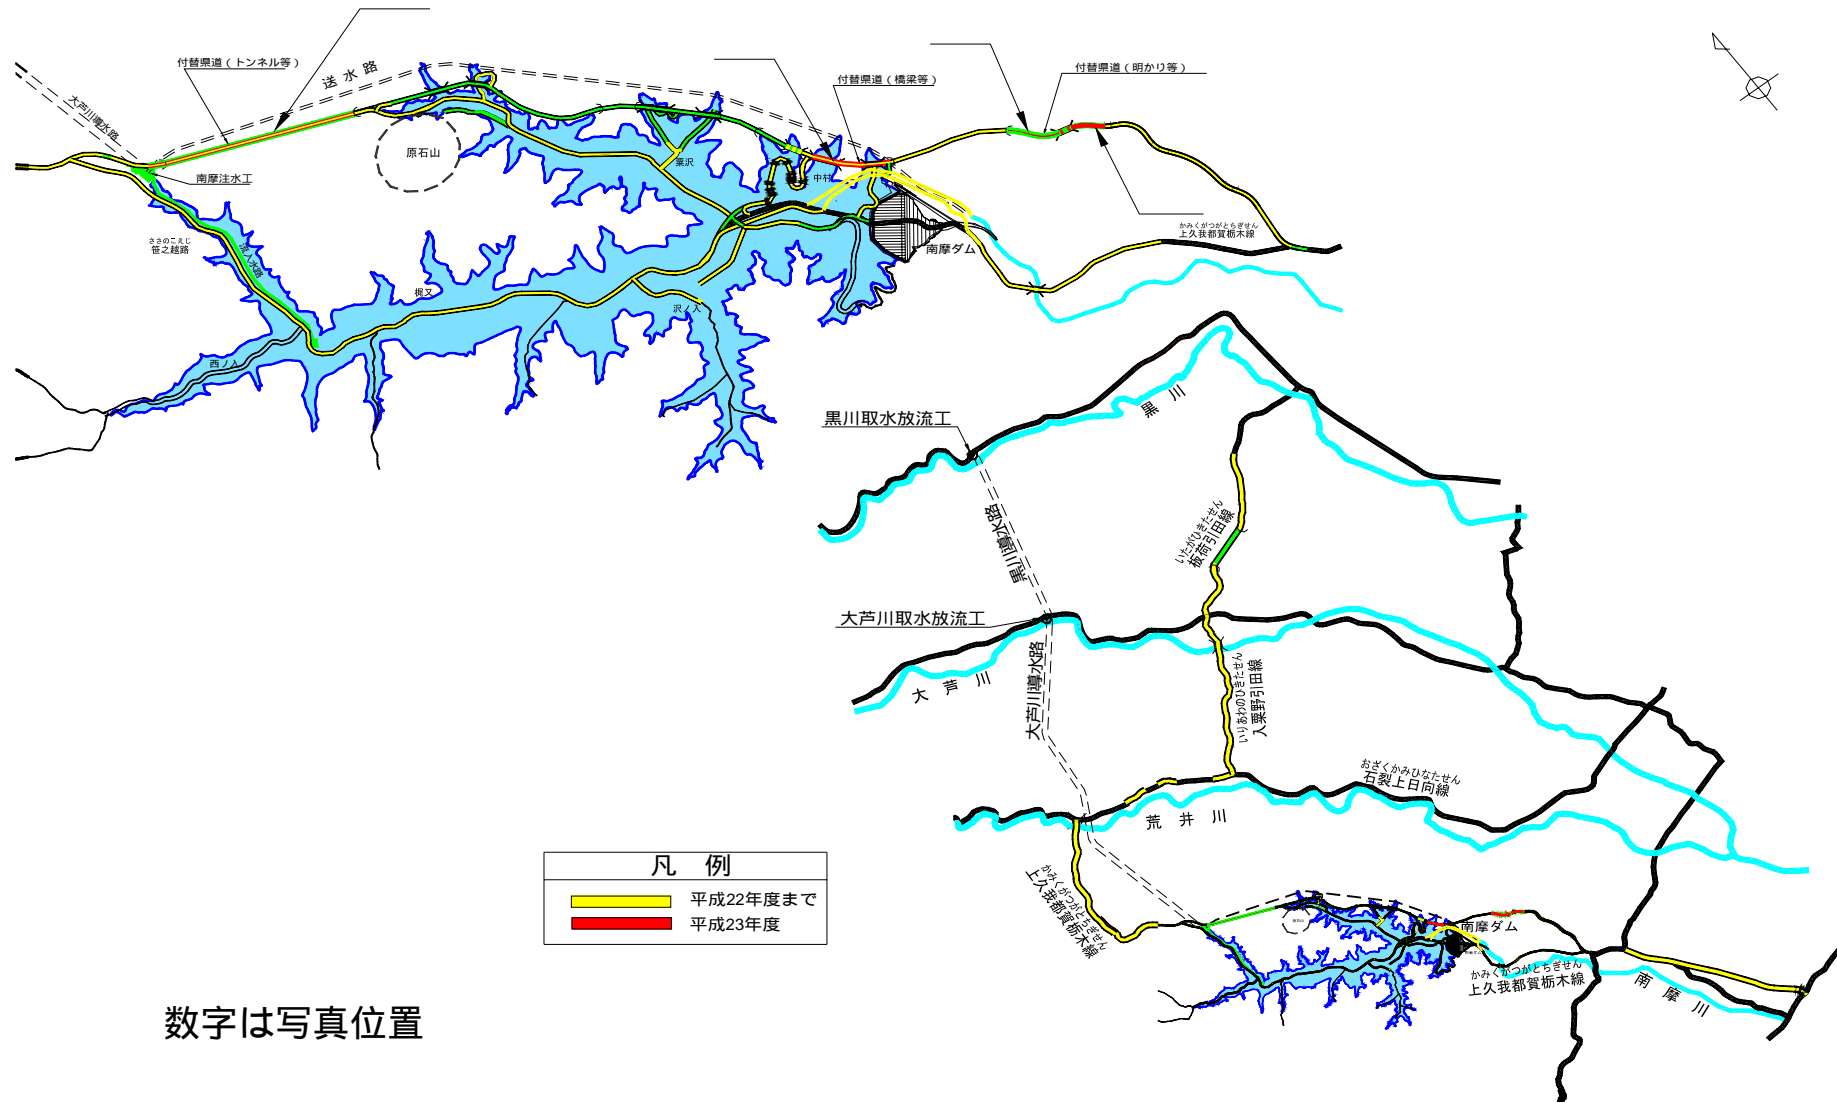 付替県道（トンネル等）
送水路
付替県道（橋梁等）
付替県道（明かり等）
大芦川導水路
原石山
南摩注水工
粟沢
中村
ささのこえじ
笹之越路
流入水路
南摩ダム
かみくがつがとちぎせん
上久我都賀栃木線
梶又
沢ノ入
西ノ入
黒川
黒川取水放流工
黒川導水路
いたがひきたせん
板荷引田線
大芦川取水放流工
大芦川導水路
大芦川
いりあわのひきたせん
入粟野引田線
おざくかみひなたせん
石裂上日向線
荒井川
かみくがつがとちぎせん
上久我都賀栃木線
凡例
平成22年度まで
平成23年度
原石山
南摩ダム
かみくがつがとちぎせん
上久我都賀栃木線
南摩川
数字は写真位置